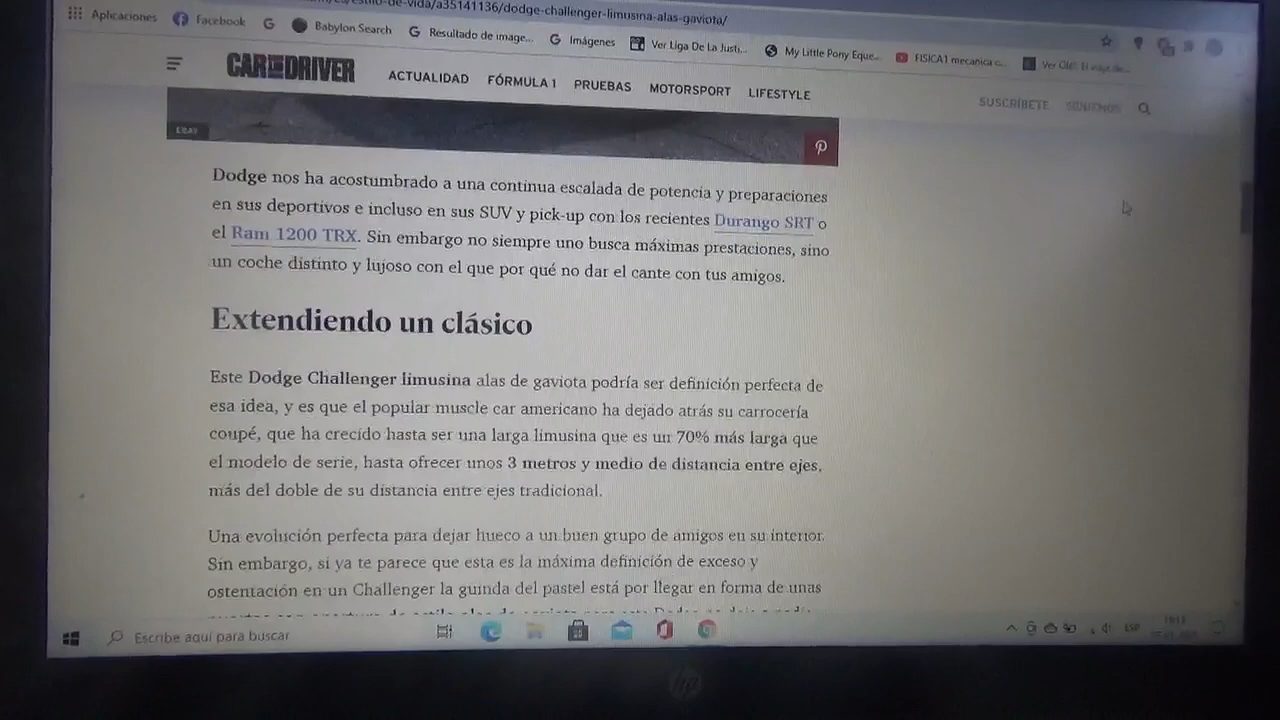 estilo-de-vida/a35141136/dodge-challenger-limusina-alas-gaviota/
Aplicaciones Facebook Babylon Search Resultado de image... Imágenes Ver Liga De La Justi... My Little Pony Eque... FISICA1 mecanica c...
CAR AND DRIVER ACTUALIDAD FÓRMULA 1 PRUEBAS MOTORSPORT LIFESTYLE SUSCRÍBETE SÍGUENOS
EBAY
Dodge nos ha acostumbrado a una continua escalada de potencia y preparaciones
en sus deportivos e incluso en sus SUV y pick-up con los recientes Durango SRT o
el Ram 1200 TRX. Sin embargo no siempre uno busca máximas prestaciones, sino
un coche distinto y lujoso con el que por qué no dar el cante con tus amigos.
Extendiendo un clásico
Este Dodge Challenger limusina alas de gaviota podría ser definición perfecta de
esa idea, y es que el popular muscle car americano ha dejado atrás su carrocería
coupé, que ha crecido hasta ser una larga limusina que es un 70% más larga que
el modelo de serie, hasta ofrecer unos 3 metros y medio de distancia entre ejes,
más del doble de su distancia entre ejes tradicional.
Una evolución perfecta para dejar hueco a un buen grupo de amigos en su interior.
Sin embargo, si ya te parece que esta es la máxima definición de exceso y
ostentación en un Challenger la guinda del pastel está por llegar en forma de unas
Escribe aquí para buscar ESP
hp